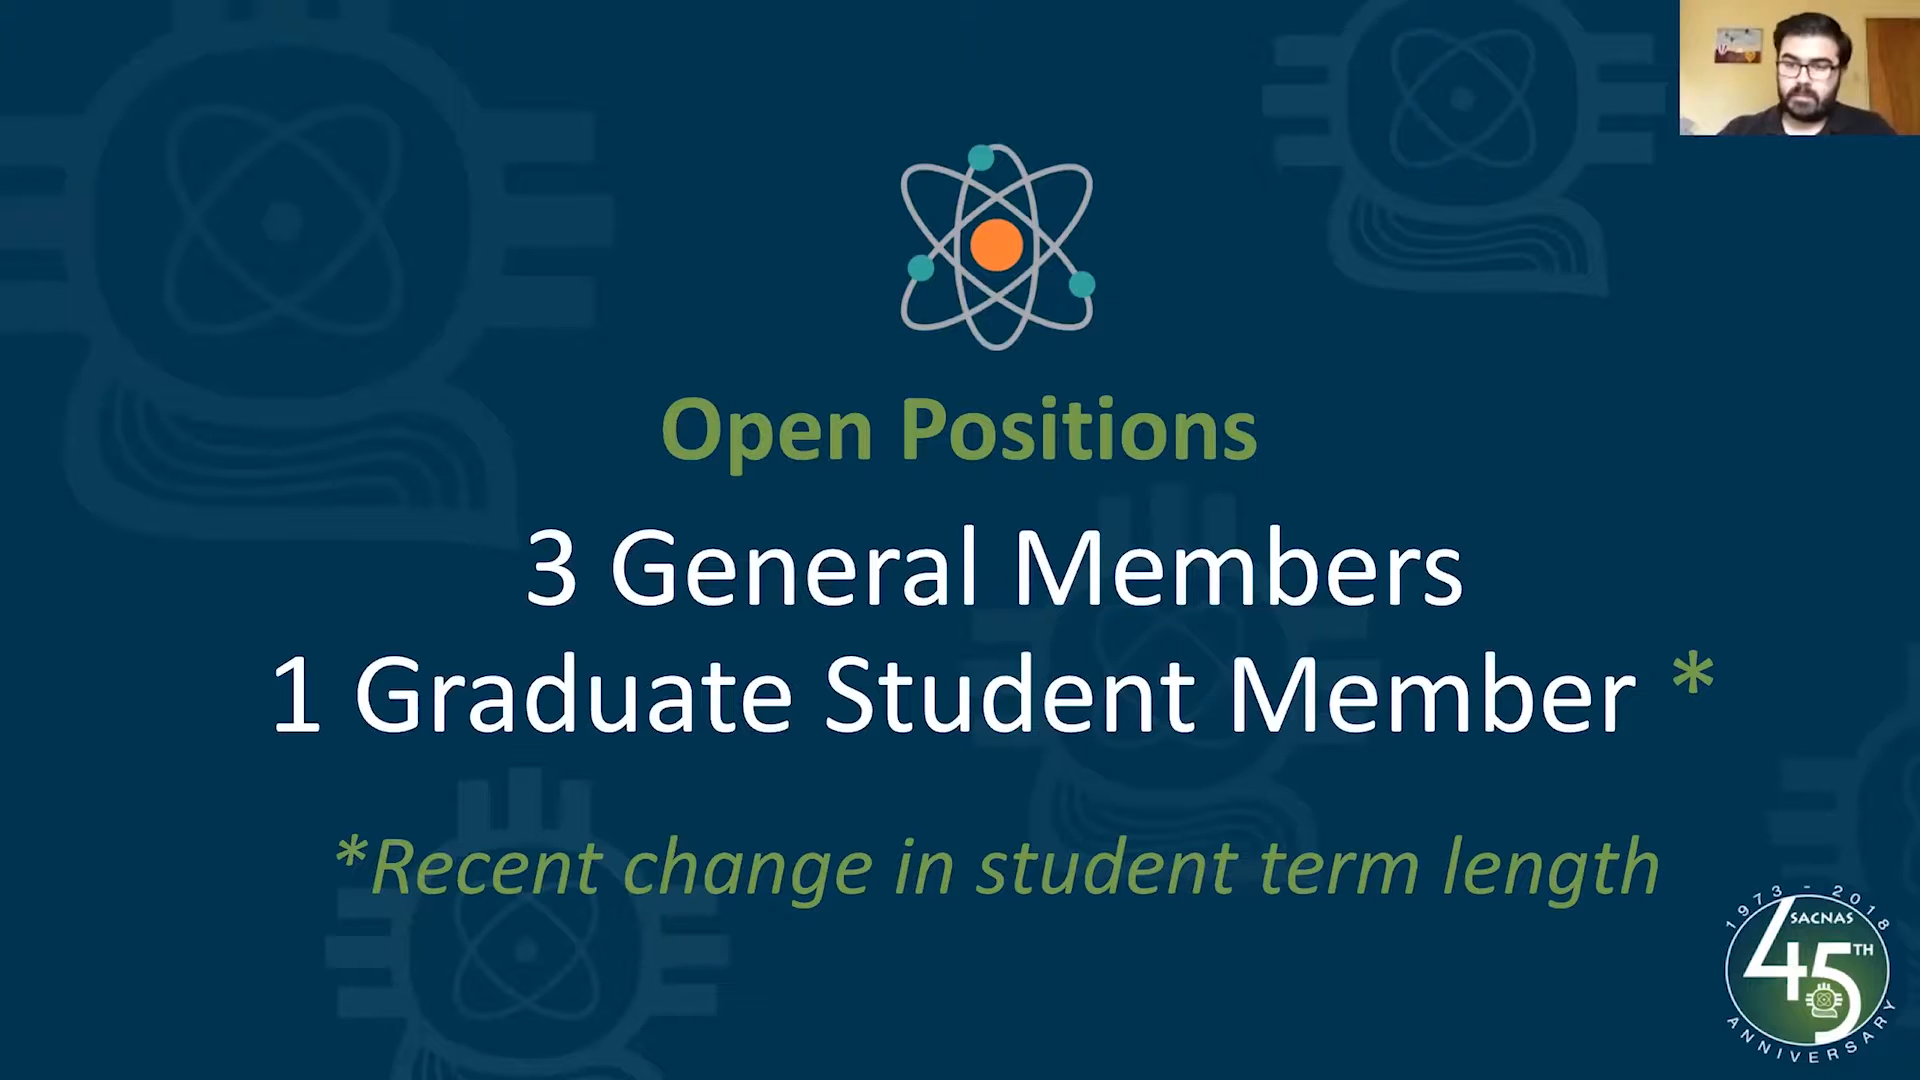 Open Positions
3 General Members
1 Graduate Student Member *
*Recent change in student term length
1973 - 2018
SACNAS
45TH
ANNIVERSARY